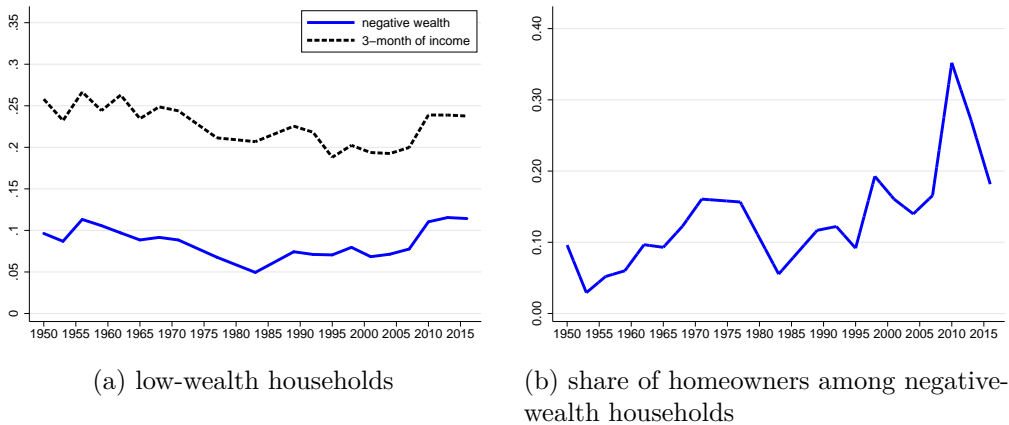 negative wealth
3−month of income
.35
.3
.25
.2
.15
.1
.05
0
1950 1955 1960 1965 1970 1975 1980 1985 1990 1995 2000 2005 2010 2015
(a) low-wealth households
0.40
0.30
0.20
0.10
0.00
1950 1955 1960 1965 1970 1975 1980 1985 1990 1995 2000 2005 2010 2015
(b) share of homeowners among negative-
wealth households